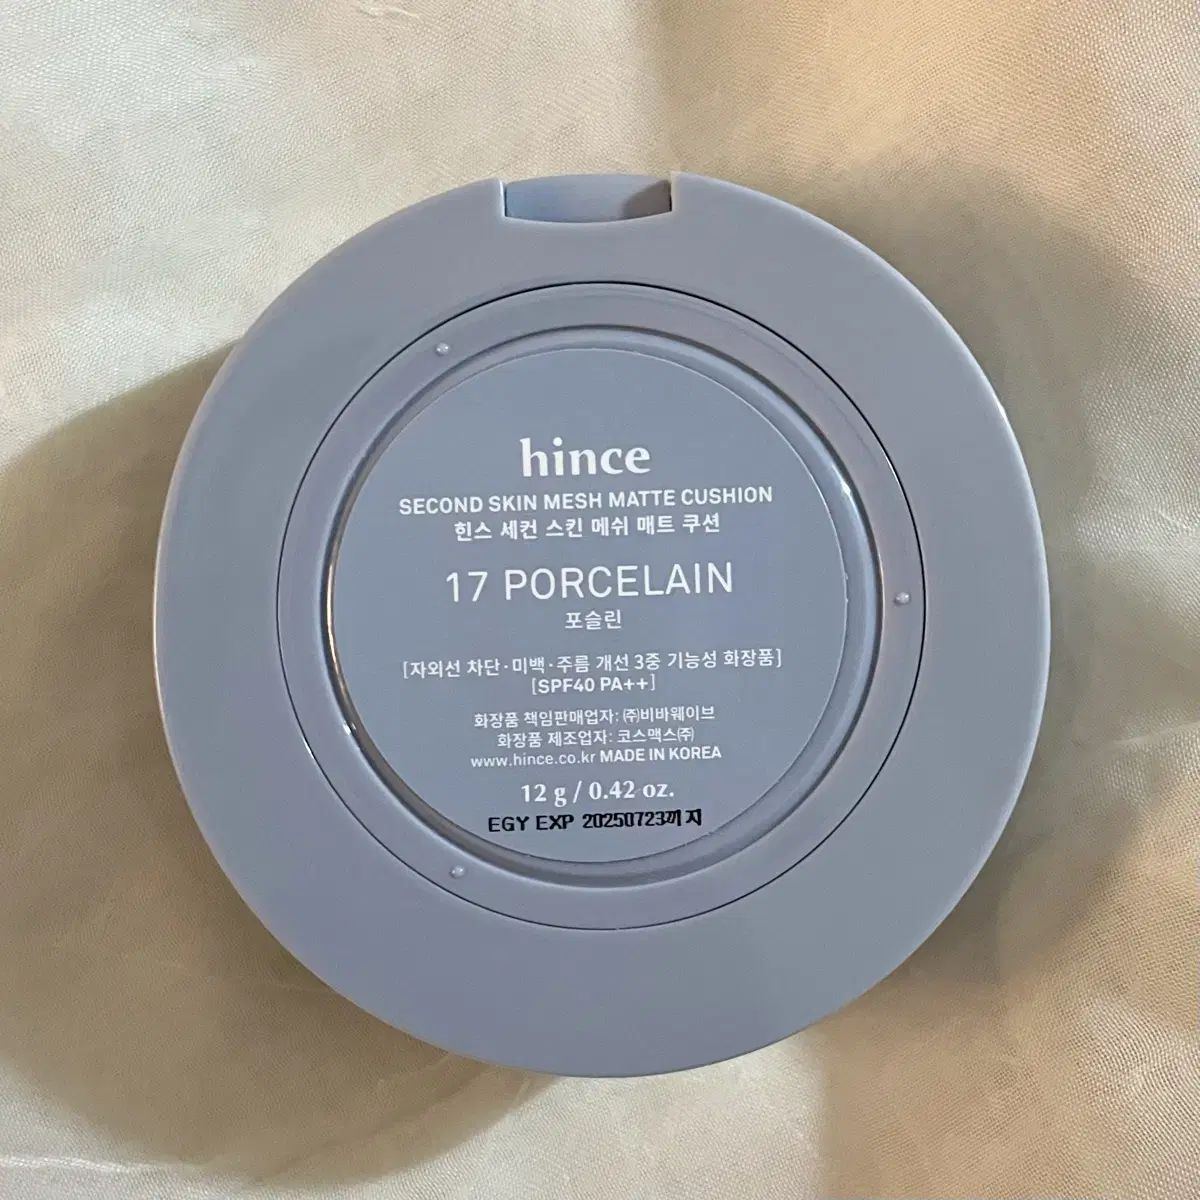 hince
SECOND SKIN MESH MATTE CUSHION
힌스 세컨 스킨 메쉬 매트 쿠션
17 PORCELAIN
포슬린
[자외선 차단·미백·주름 개선 3중 기능성 화장품]
[SPF40 PA++]
화장품 책임판매업자: ㈜비바웨이브
화장품 제조업자: 코스맥스㈜
www.hince.co.kr MADE IN KOREA
12 g / 0.42 oz.
EGY EXP 20250723까지